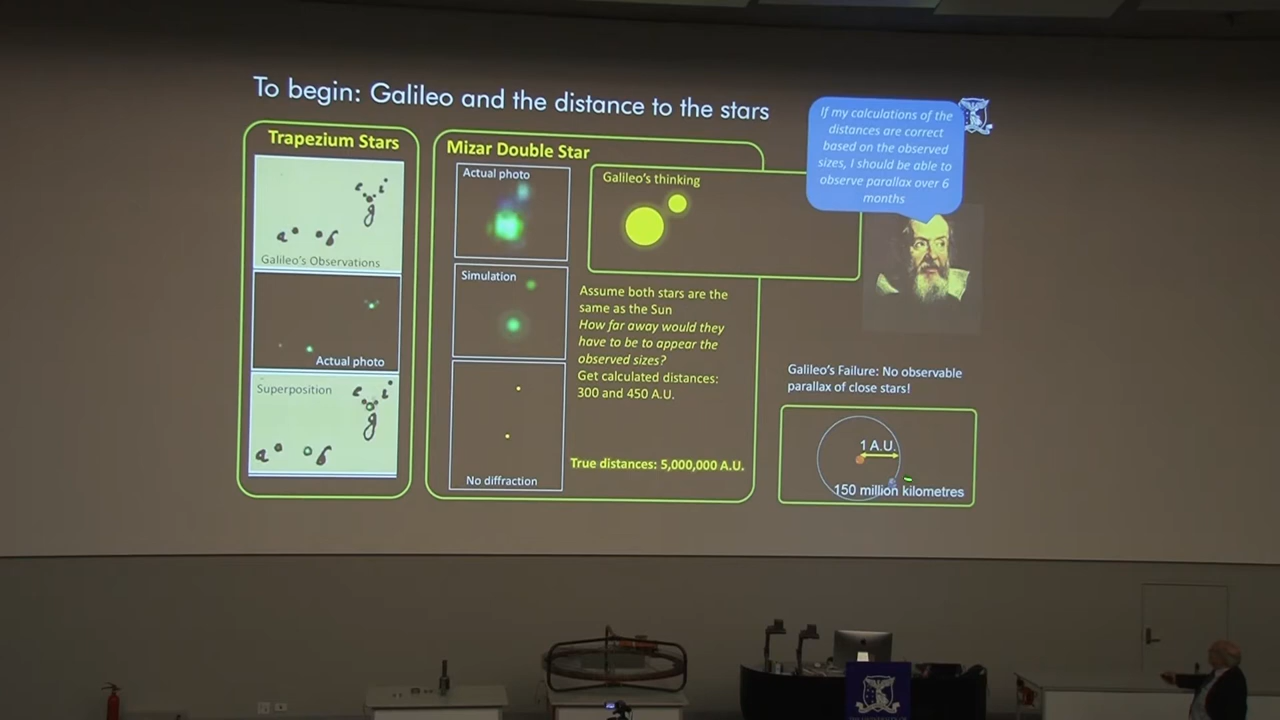 To begin: Galileo and the distance to the stars
Trapezium Stars
e i
g
a b
Galileo's Observations
Actual photo
Superposition
e i
g
a b
Mizar Double Star
Actual photo
Simulation
No diffraction
Galileo's thinking
Assume both stars are the
same as the Sun
How far away would they
have to be to appear the
observed sizes?
Get calculated distances:
300 and 450 A.U.
True distances: 5,000,000 A.U.
If my calculations of the
distances are correct
based on the observed
sizes, I should be able to
observe parallax over 6
months
Galileo's Failure: No observable
parallax of close stars!
1 A.U.
150 million kilometres